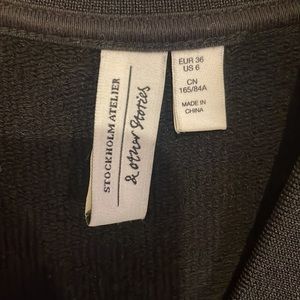 STOCKHOLM ATELIER
& other Stories
EUR 36
US 6
CN
165/84A
MADE IN
CHINA